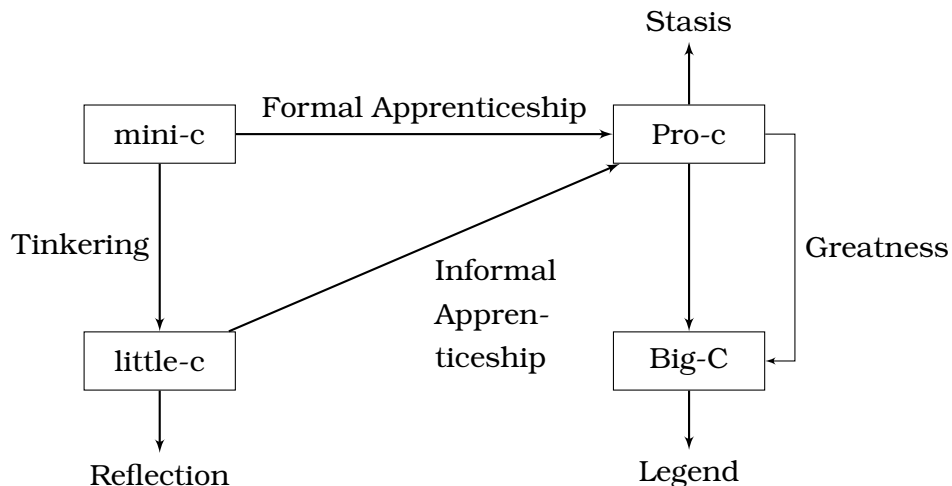 Stasis
Formal Apprenticeship
mini-c
Pro-c
Tinkering
Greatness
Informal
Appren-
ticeship
little-c
Big-C
Reflection
Legend